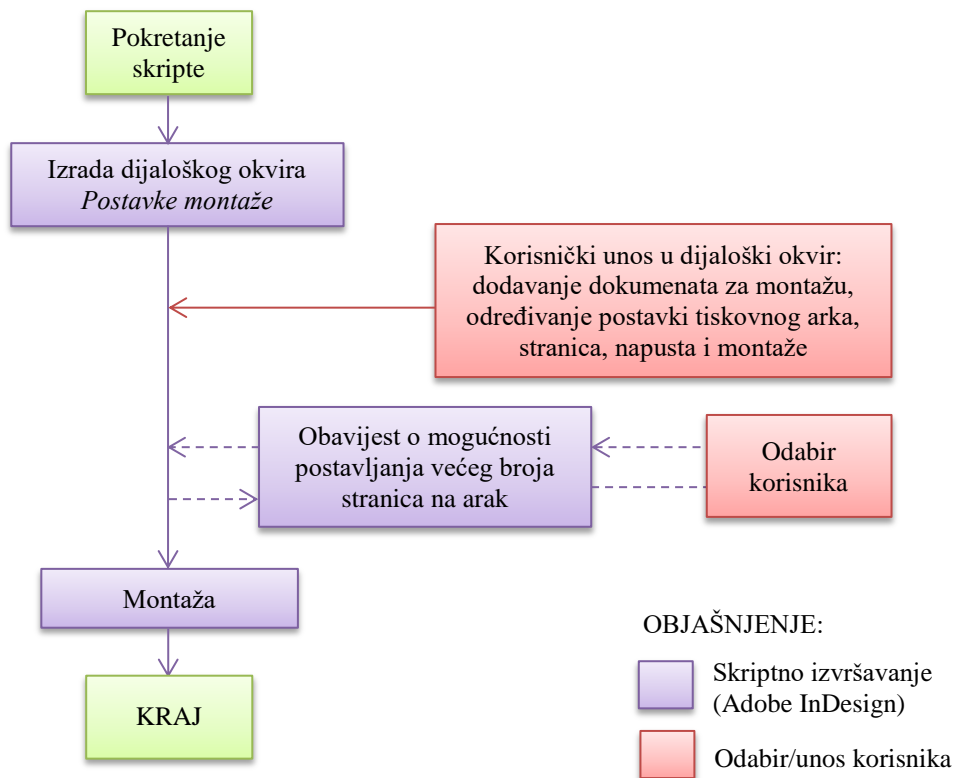 Pokretanje
skripte
Izrada dijaloškog okvira
Postavke montaže
Korisnički unos u dijaloški okvir:
dodavanje dokumenata za montažu,
određivanje postavki tiskovnog arka,
stranica, napusta i montaže
Obavijest o mogućnosti
postavljanja većeg broja
stranica na arak
Odabir
korisnika
Montaža
KRAJ
OBJAŠNJENJE:
Skriptno izvršavanje
(Adobe InDesign)
Odabir/unos korisnika